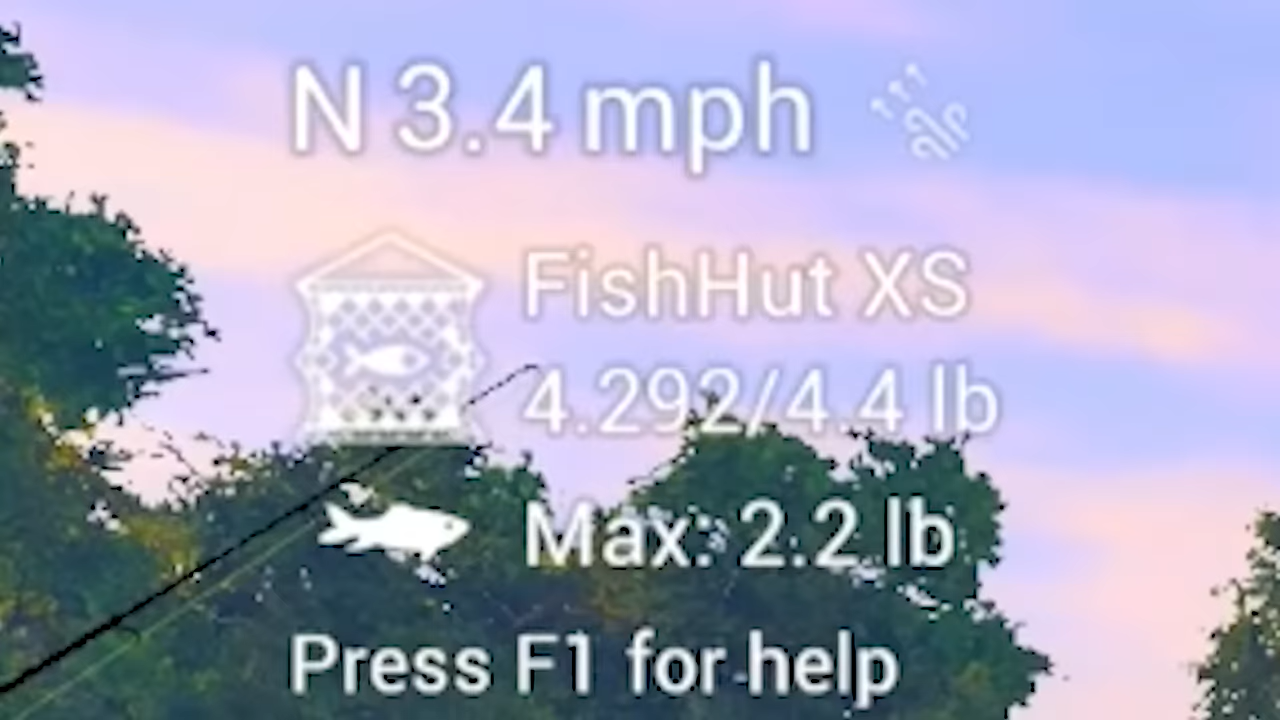 N 3.4 mph
FishHut XS
4.292/4.4 lb
Max: 2.2 lb
Press F1 for help